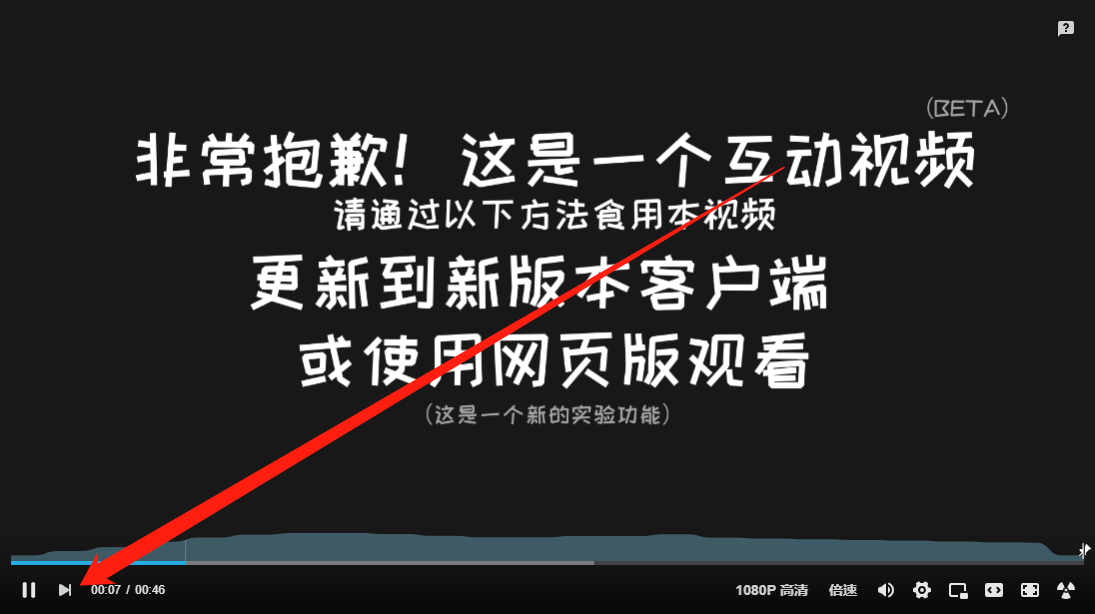 ?
(BETA)
非常抱歉！这是一个互动视频
请通过以下方法食用本视频
更新到新版本客户端
或使用网页版观看
(这是一个新的实验功能)
00:07 / 00:46
1080P 高清
倍速